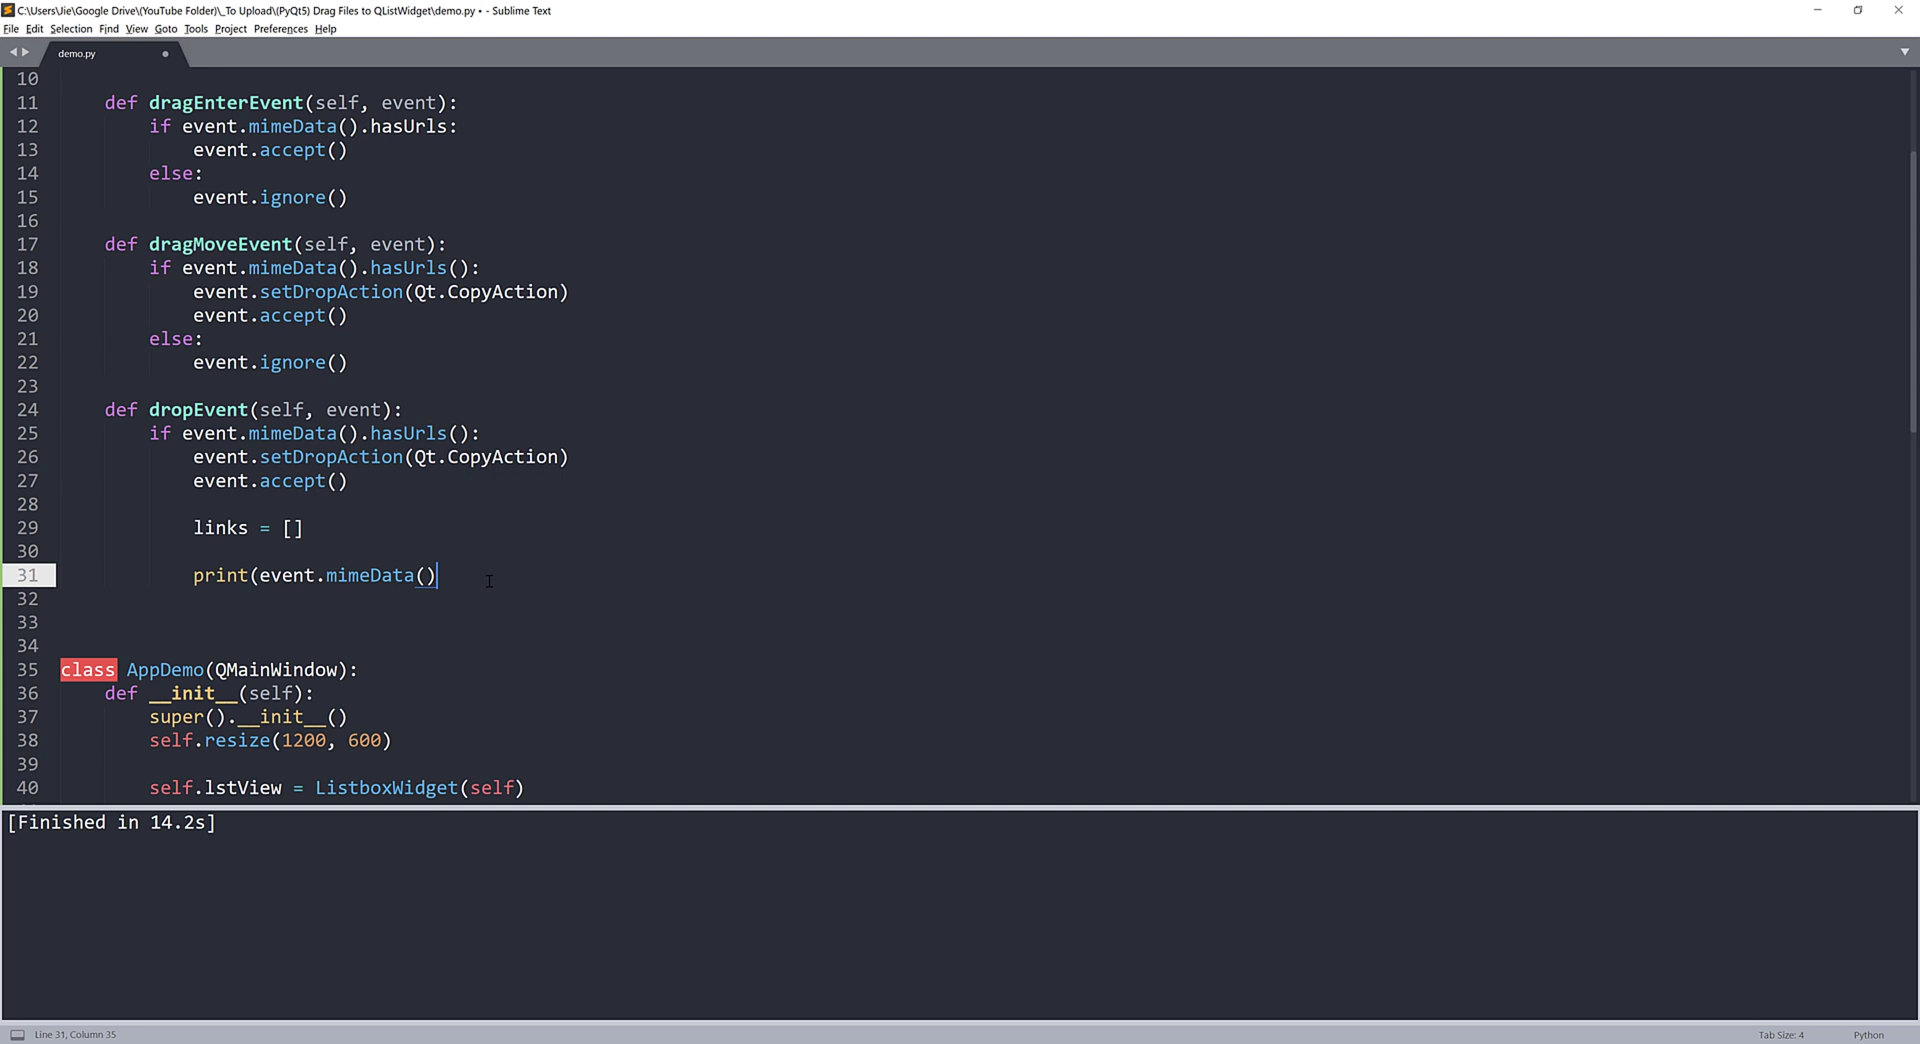 C:\Users\Jie\Google Drive\(YouTube Folder)\_To Upload\(PyQt5) Drag Files to QListWidget\demo.py • - Sublime Text
File Edit Selection Find View Goto Tools Project Preferences Help
demo.py
10
11     def dragEnterEvent(self, event):
12         if event.mimeData().hasUrls:
13             event.accept()
14         else:
15             event.ignore()
16
17     def dragMoveEvent(self, event):
18         if event.mimeData().hasUrls():
19             event.setDropAction(Qt.CopyAction)
20             event.accept()
21         else:
22             event.ignore()
23
24     def dropEvent(self, event):
25         if event.mimeData().hasUrls():
26             event.setDropAction(Qt.CopyAction)
27             event.accept()
28
29             links = []
30
31             print(event.mimeData()
32
33
34
35 class AppDemo(QMainWindow):
36     def __init__(self):
37         super().__init__()
38         self.resize(1200, 600)
39
40         self.lstView = ListboxWidget(self)
[Finished in 14.2s]
Line 31, Column 35
Tab Size: 4
Python